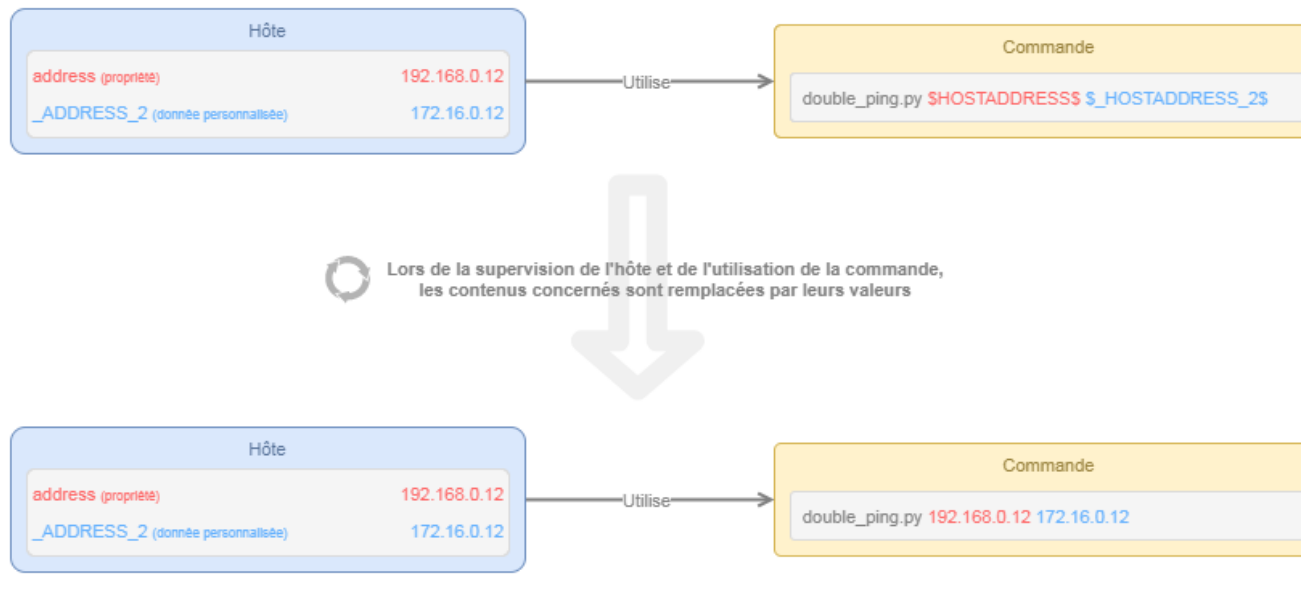 Hôte
address (propriété) 192.168.0.12
_ADDRESS_2 (donnée personnalisée) 172.16.0.12
Utilise
Commande
double_ping.py $HOSTADDRESS$ $_HOSTADDRESS_2$
Lors de la supervision de l'hôte et de l'utilisation de la commande,
les contenus concernés sont remplacées par leurs valeurs
Hôte
address (propriété) 192.168.0.12
_ADDRESS_2 (donnée personnalisée) 172.16.0.12
Utilise
Commande
double_ping.py 192.168.0.12 172.16.0.12